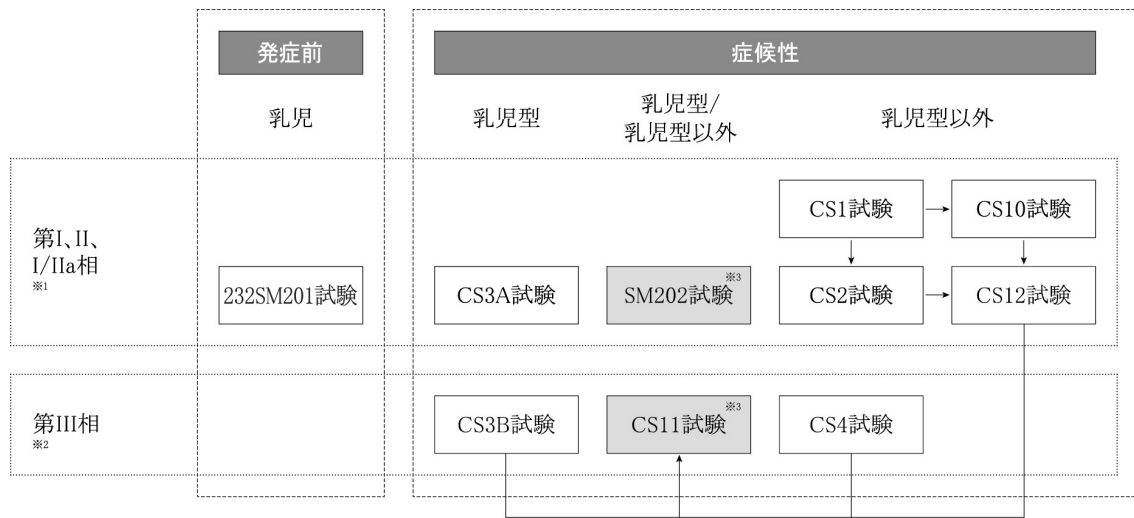 発症前
症候性
乳児
乳児型
乳児型/
乳児型以外
乳児型以外
第I、II、
I/IIa相
※1
CS1試験
CS10試験
232SM201試験
CS3A試験
SM202試験※3
CS2試験
CS12試験
第III相
※2
CS3B試験
CS11試験※3
CS4試験